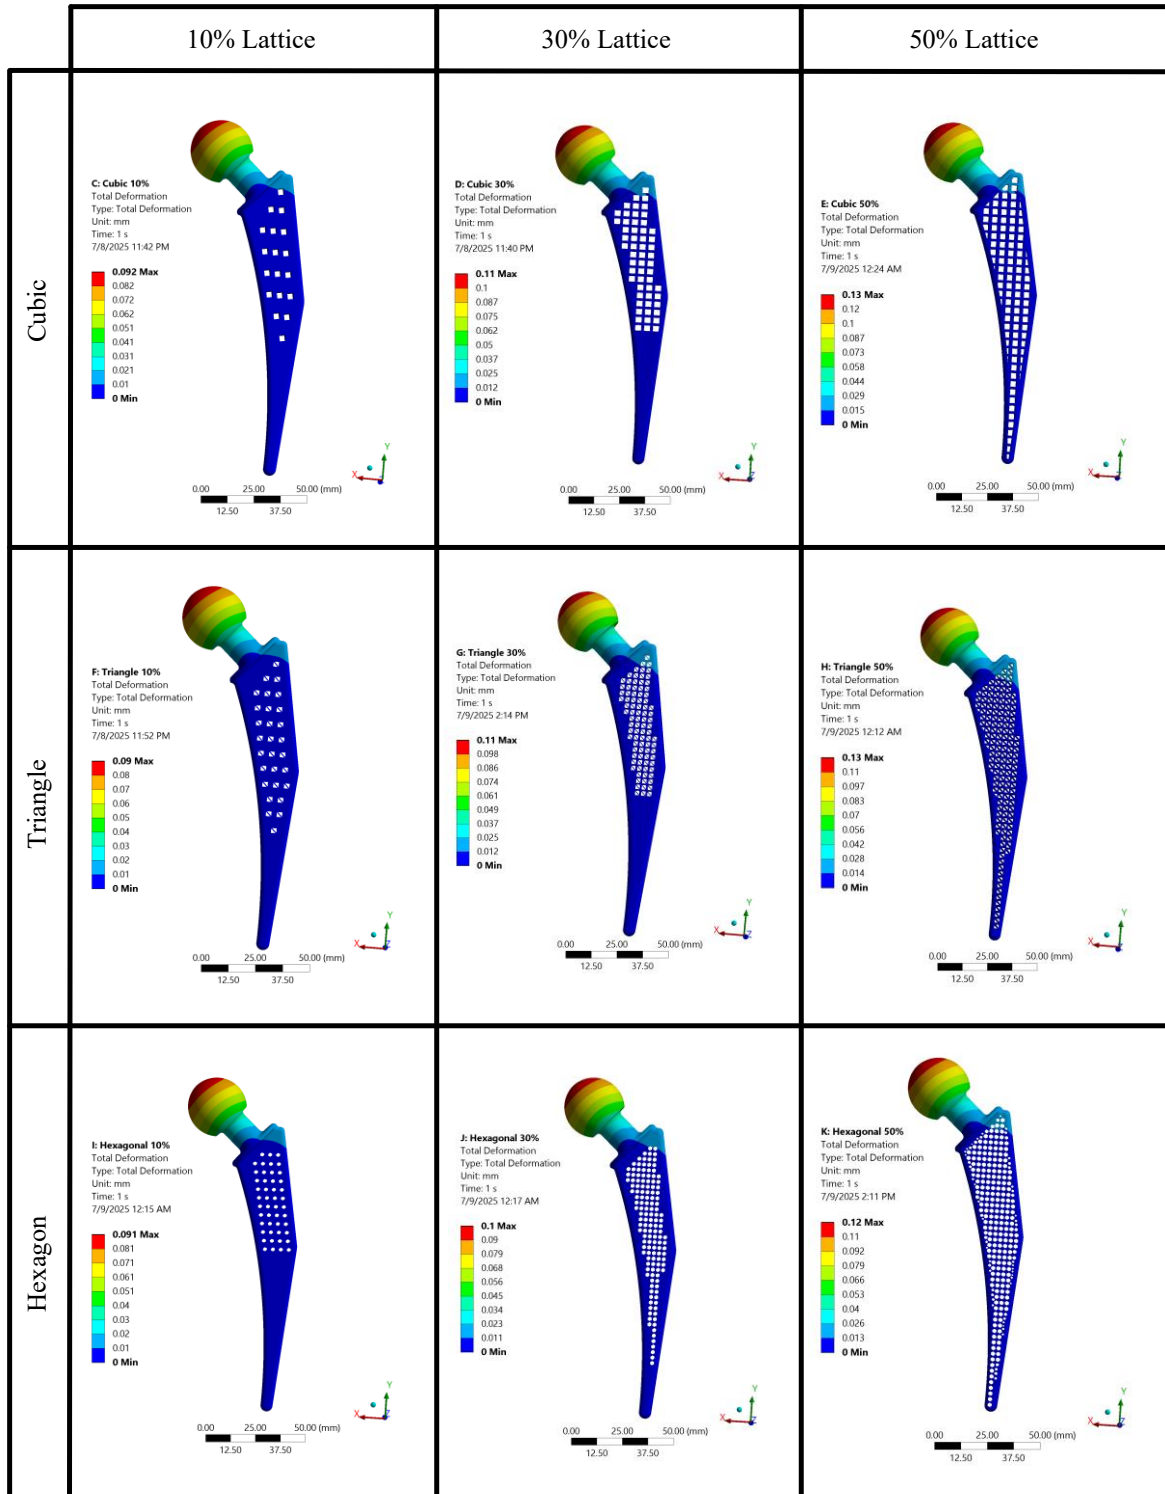 10% Lattice
30% Lattice
50% Lattice
Cubic
C: Cubic 10%
Total Deformation
Type: Total Deformation
Unit: mm
Time: 1 s
7/8/2025 11:42 PM
0.092 Max
0.082
0.072
0.062
0.051
0.041
0.031
0.021
0.01
0 Min
Y
X
Z
0.00 25.00 50.00 (mm)
12.50 37.50
D: Cubic 30%
Total Deformation
Type: Total Deformation
Unit: mm
Time: 1 s
7/8/2025 11:40 PM
0.11 Max
0.1
0.087
0.075
0.062
0.05
0.037
0.025
0.012
0 Min
Y
X
Z
0.00 25.00 50.00 (mm)
12.50 37.50
E: Cubic 50%
Total Deformation
Type: Total Deformation
Unit: mm
Time: 1 s
7/9/2025 12:24 AM
0.13 Max
0.12
0.1
0.087
0.073
0.058
0.044
0.029
0.015
0 Min
Y
X
Z
0.00 25.00 50.00 (mm)
12.50 37.50
Triangle
F: Triangle 10%
Total Deformation
Type: Total Deformation
Unit: mm
Time: 1 s
7/8/2025 11:52 PM
0.09 Max
0.08
0.07
0.06
0.05
0.04
0.03
0.02
0.01
0 Min
Y
X
Z
0.00 25.00 50.00 (mm)
12.50 37.50
G: Triangle 30%
Total Deformation
Type: Total Deformation
Unit: mm
Time: 1 s
7/9/2025 2:14 PM
0.11 Max
0.098
0.086
0.074
0.061
0.049
0.037
0.025
0.012
0 Min
Y
X
Z
0.00 25.00 50.00 (mm)
12.50 37.50
H: Triangle 50%
Total Deformation
Type: Total Deformation
Unit: mm
Time: 1 s
7/9/2025 12:12 AM
0.13 Max
0.11
0.097
0.083
0.07
0.056
0.042
0.028
0.014
0 Min
Y
X
Z
0.00 25.00 50.00 (mm)
12.50 37.50
Hexagon
I: Hexagonal 10%
Total Deformation
Type: Total Deformation
Unit: mm
Time: 1 s
7/9/2025 12:15 AM
0.091 Max
0.081
0.071
0.061
0.051
0.04
0.03
0.02
0.01
0 Min
Y
X
Z
0.00 25.00 50.00 (mm)
12.50 37.50
J: Hexagonal 30%
Total Deformation
Type: Total Deformation
Unit: mm
Time: 1 s
7/9/2025 12:17 AM
0.1 Max
0.09
0.079
0.068
0.056
0.045
0.034
0.023
0.011
0 Min
Y
X
Z
0.00 25.00 50.00 (mm)
12.50 37.50
K: Hexagonal 50%
Total Deformation
Type: Total Deformation
Unit: mm
Time: 1 s
7/9/2025 2:11 PM
0.12 Max
0.11
0.092
0.079
0.066
0.053
0.04
0.026
0.013
0 Min
Y
X
Z
0.00 25.00 50.00 (mm)
12.50 37.50